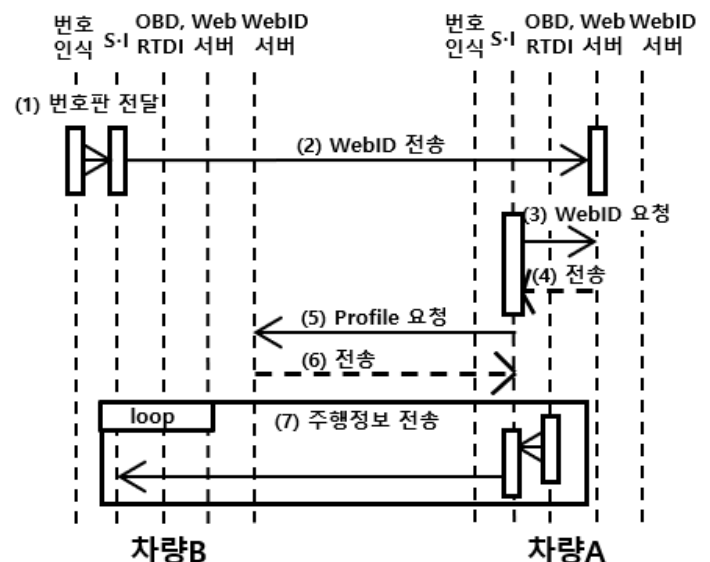 번호 인식 S·I OBD, RTDI Web 서버 WebID 서버
번호 인식 S·I OBD, RTDI Web 서버 WebID 서버
(1) 번호판 전달
(2) WebID 전송
(3) WebID 요청
(4) 전송
(5) Profile 요청
(6) 전송
loop
(7) 주행정보 전송
차량B
차량A